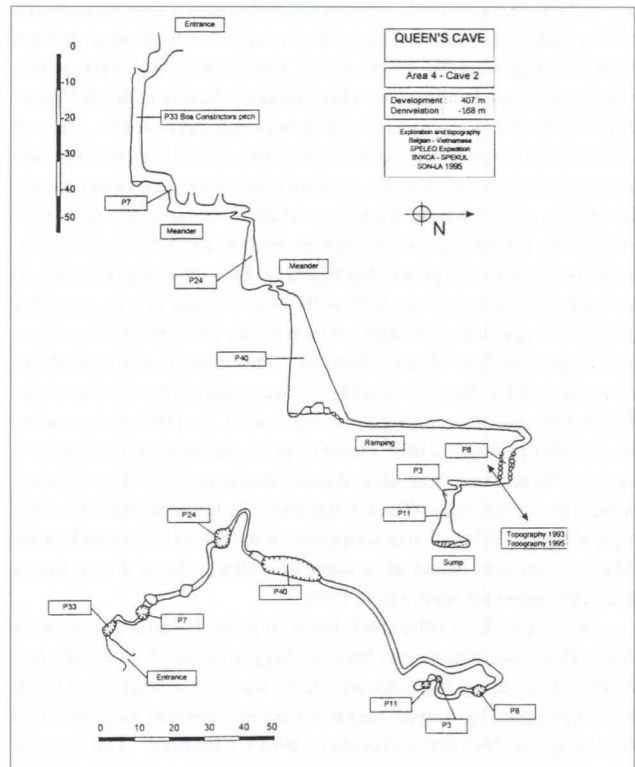 Entrance
QUEEN'S CAVE
Area 4 - Cave 2
Development: 407 m
Denivelation: -168 m
Exploration and topography
Belgian - Vietnamese
SPELEO Expedition
BVKCA - SPEKUL
SON-LA 1995
N
0
-10
-20
-30
-40
-50
P33 Boa Constrictors pitch
P7
Meander
P24
Meander
P40
Ramping
P8
P3
P11
Topography 1993
Topography 1995
Sump
P24
P40
P33
P7
Entrance
P11
P3
P8
0 10 20 30 40 50